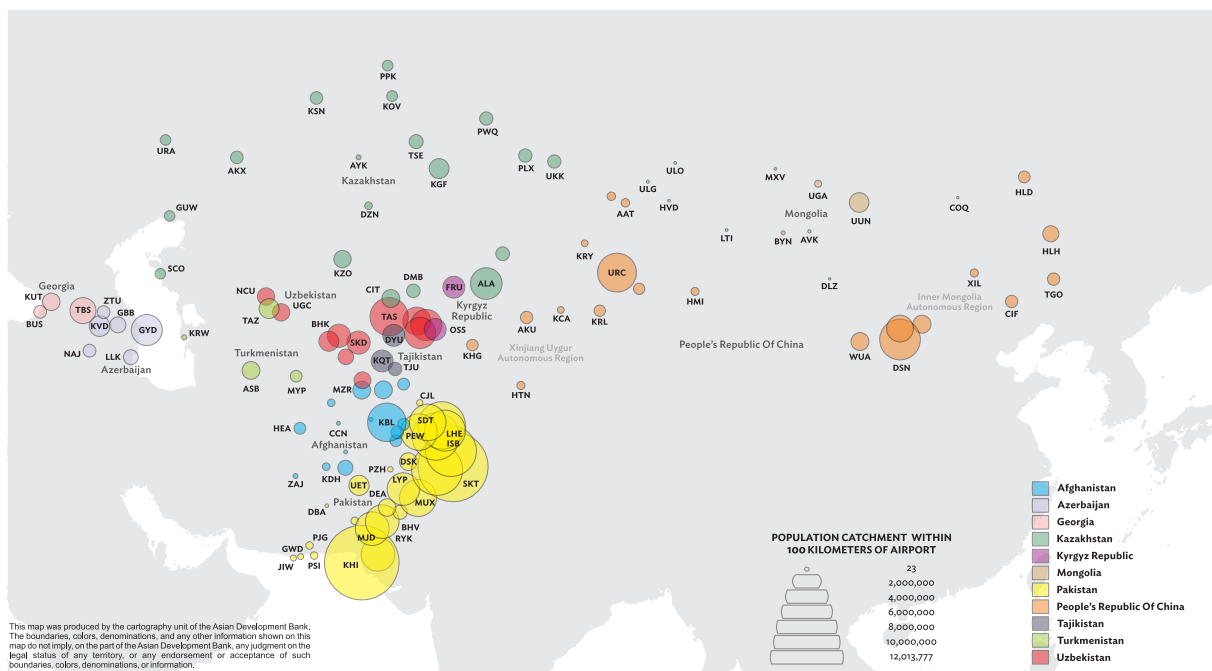 PPK
KSN
KOV
PWQ
URA
TSE
AKX
AYK
PLX
UKK
Kazakhstan
KGF
ULO
MXV
ULG
UGA
HLD
AAT
HVD
COQ
DZN
Mongolia
UUN
GUW
LTI
BYN
AVK
HLH
KRY
KZO
SCO
URC
DMB
FRU
ALA
CIT
DLZ
XIL
TGO
Georgia
KUT
ZTU
NCU
Uzbekistan
HMI
Inner Mongolia
Autonomous Region
TBS
GBB
UGC
Kyrgyz
Republic
BUS
KVD
GYD
TAZ
BHK
TAS
OSS
AKU
KCA
KRL
CIF
KRW
SKD
DYU
NAJ
LLK
Azerbaijan
Turkmenistan
KQT
Tajikistan
TJU
KHG
Xinjiang Uygur
Autonomous Region
People's Republic Of China
WUA
DSN
ASB
MYP
MZR
CJL
HTN
HEA
CCN
KBL
SDT
PEW
LHE
ISB
Afghanistan
DSK
ZAJ
KDH
PZH
UET
LYP
SKT
DEA
Pakistan
MUX
DBA
BHV
RYK
PJG
MJD
GWD
JIW
PSI
KHI
POPULATION CATCHMENT WITHIN
100 KILOMETERS OF AIRPORT
23
2,000,000
4,000,000
6,000,000
8,000,000
10,000,000
12,013,777
Afghanistan
Azerbaijan
Georgia
Kazakhstan
Kyrgyz Republic
Mongolia
Pakistan
People's Republic Of China
Tajikistan
Turkmenistan
Uzbekistan
This map was produced by the cartography unit of the Asian Development Bank.
The boundaries, colors, denominations, and any other information shown on this
map do not imply, on the part of the Asian Development Bank, any judgment on the
legal status of any territory, or any endorsement or acceptance of such
boundaries, colors, denominations, or information.